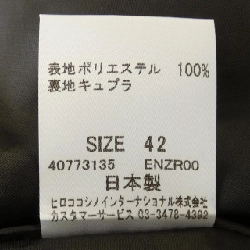 表地ポリエステル 100%
裏地キュプラ
SIZE 42
40773135 ENZR00
日本製
ヒロココシノインターナショナル株式会社
カスタマーサービス 03-3478-4392